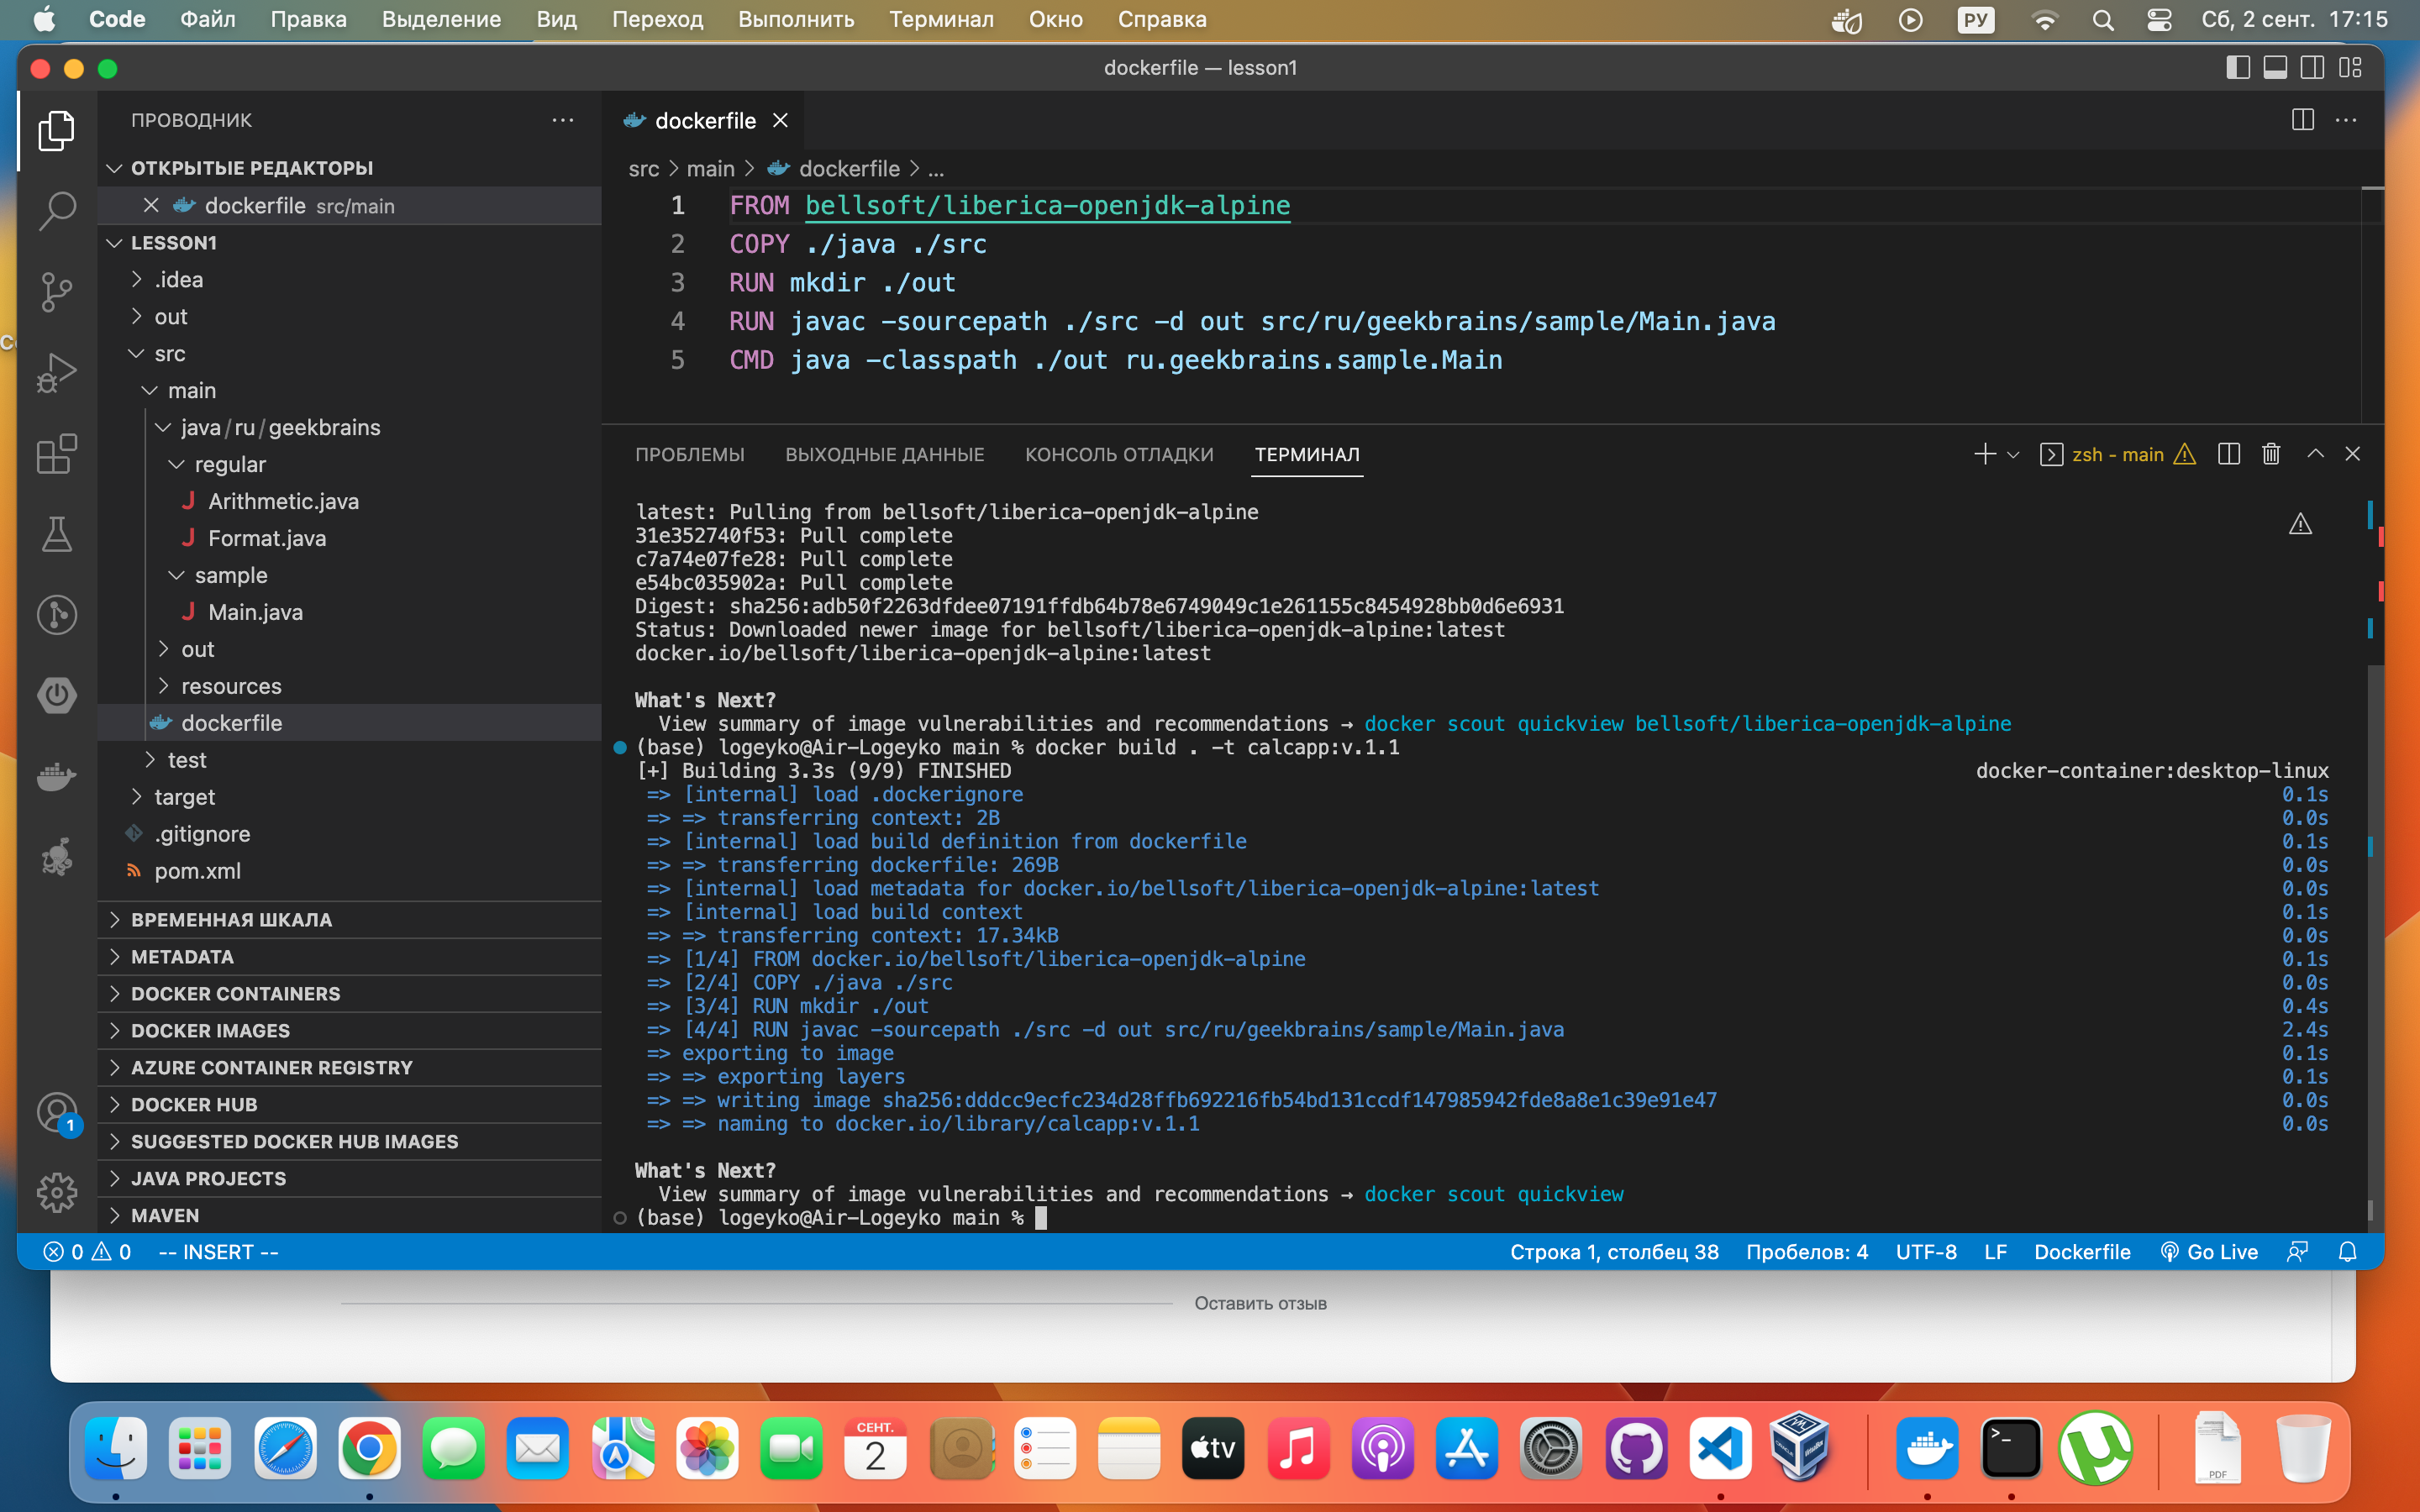 Code Файл Правка Выделение Вид Переход Выполнить Терминал Окно Справка РУ Сб, 2 сент. 17:15
dockerfile — lesson1
ПРОВОДНИК
ОТКРЫТЫЕ РЕДАКТОРЫ
dockerfile src/main
LESSON1
.idea
out
src
main
java/ru/geekbrains
regular
Arithmetic.java
Format.java
sample
Main.java
out
resources
dockerfile
test
target
.gitignore
pom.xml
ВРЕМЕННАЯ ШКАЛА
METADATA
DOCKER CONTAINERS
DOCKER IMAGES
AZURE CONTAINER REGISTRY
DOCKER HUB
SUGGESTED DOCKER HUB IMAGES
JAVA PROJECTS
MAVEN
1
dockerfile
src > main > dockerfile > ...
1 FROM bellsoft/liberica-openjdk-alpine
2 COPY ./java ./src
3 RUN mkdir ./out
4 RUN javac -sourcepath ./src -d out src/ru/geekbrains/sample/Main.java
5 CMD java -classpath ./out ru.geekbrains.sample.Main
ПРОБЛЕМЫ ВЫХОДНЫЕ ДАННЫЕ КОНСОЛЬ ОТЛАДКИ ТЕРМИНАЛ zsh - main
latest: Pulling from bellsoft/liberica-openjdk-alpine
31e352740f53: Pull complete
c7a74e07fe28: Pull complete
e54bc035902a: Pull complete
Digest: sha256:adb50f2263dfdee07191ffdb64b78e6749049c1e261155c8454928bb0d6e6931
Status: Downloaded newer image for bellsoft/liberica-openjdk-alpine:latest
docker.io/bellsoft/liberica-openjdk-alpine:latest
What's Next?
View summary of image vulnerabilities and recommendations → docker scout quickview bellsoft/liberica-openjdk-alpine
(base) logeyko@Air-Logeyko main % docker build . -t calcapp:v.1.1
[+] Building 3.3s (9/9) FINISHED docker-container:desktop-linux
=> [internal] load .dockerignore 0.1s
=> => transferring context: 2B 0.0s
=> [internal] load build definition from dockerfile 0.1s
=> => transferring dockerfile: 269B 0.0s
=> [internal] load metadata for docker.io/bellsoft/liberica-openjdk-alpine:latest 0.0s
=> [internal] load build context 0.1s
=> => transferring context: 17.34kB 0.0s
=> [1/4] FROM docker.io/bellsoft/liberica-openjdk-alpine 0.1s
=> [2/4] COPY ./java ./src 0.0s
=> [3/4] RUN mkdir ./out 0.4s
=> [4/4] RUN javac -sourcepath ./src -d out src/ru/geekbrains/sample/Main.java 2.4s
=> exporting to image 0.1s
=> => exporting layers 0.1s
=> => writing image sha256:dddcc9ecfc234d28ffb692216fb54bd131ccdf147985942fde8a8e1c39e91e47 0.0s
=> => naming to docker.io/library/calcapp:v.1.1 0.0s
What's Next?
View summary of image vulnerabilities and recommendations → docker scout quickview
(base) logeyko@Air-Logeyko main %
0 0 -- INSERT -- Строка 1, столбец 38 Пробелов: 4 UTF-8 LF Dockerfile Go Live
Оставить отзыв
СЕНТ.
2
tv
PDF